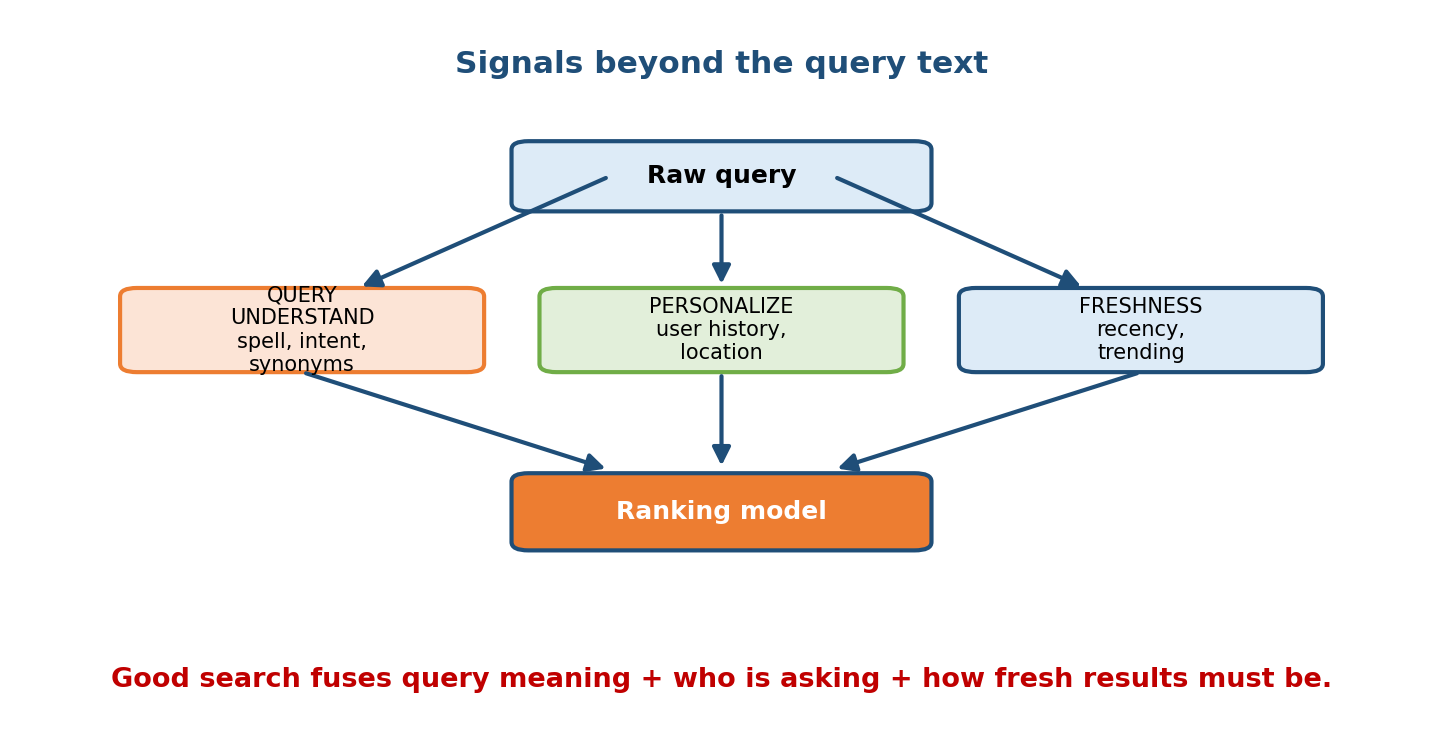 Signals beyond the query text
Raw query
QUERY
UNDERSTAND
spell, intent,
synonyms
PERSONALIZE
user history,
location
FRESHNESS
recency,
trending
Ranking model
Good search fuses query meaning + who is asking + how fresh results must be.